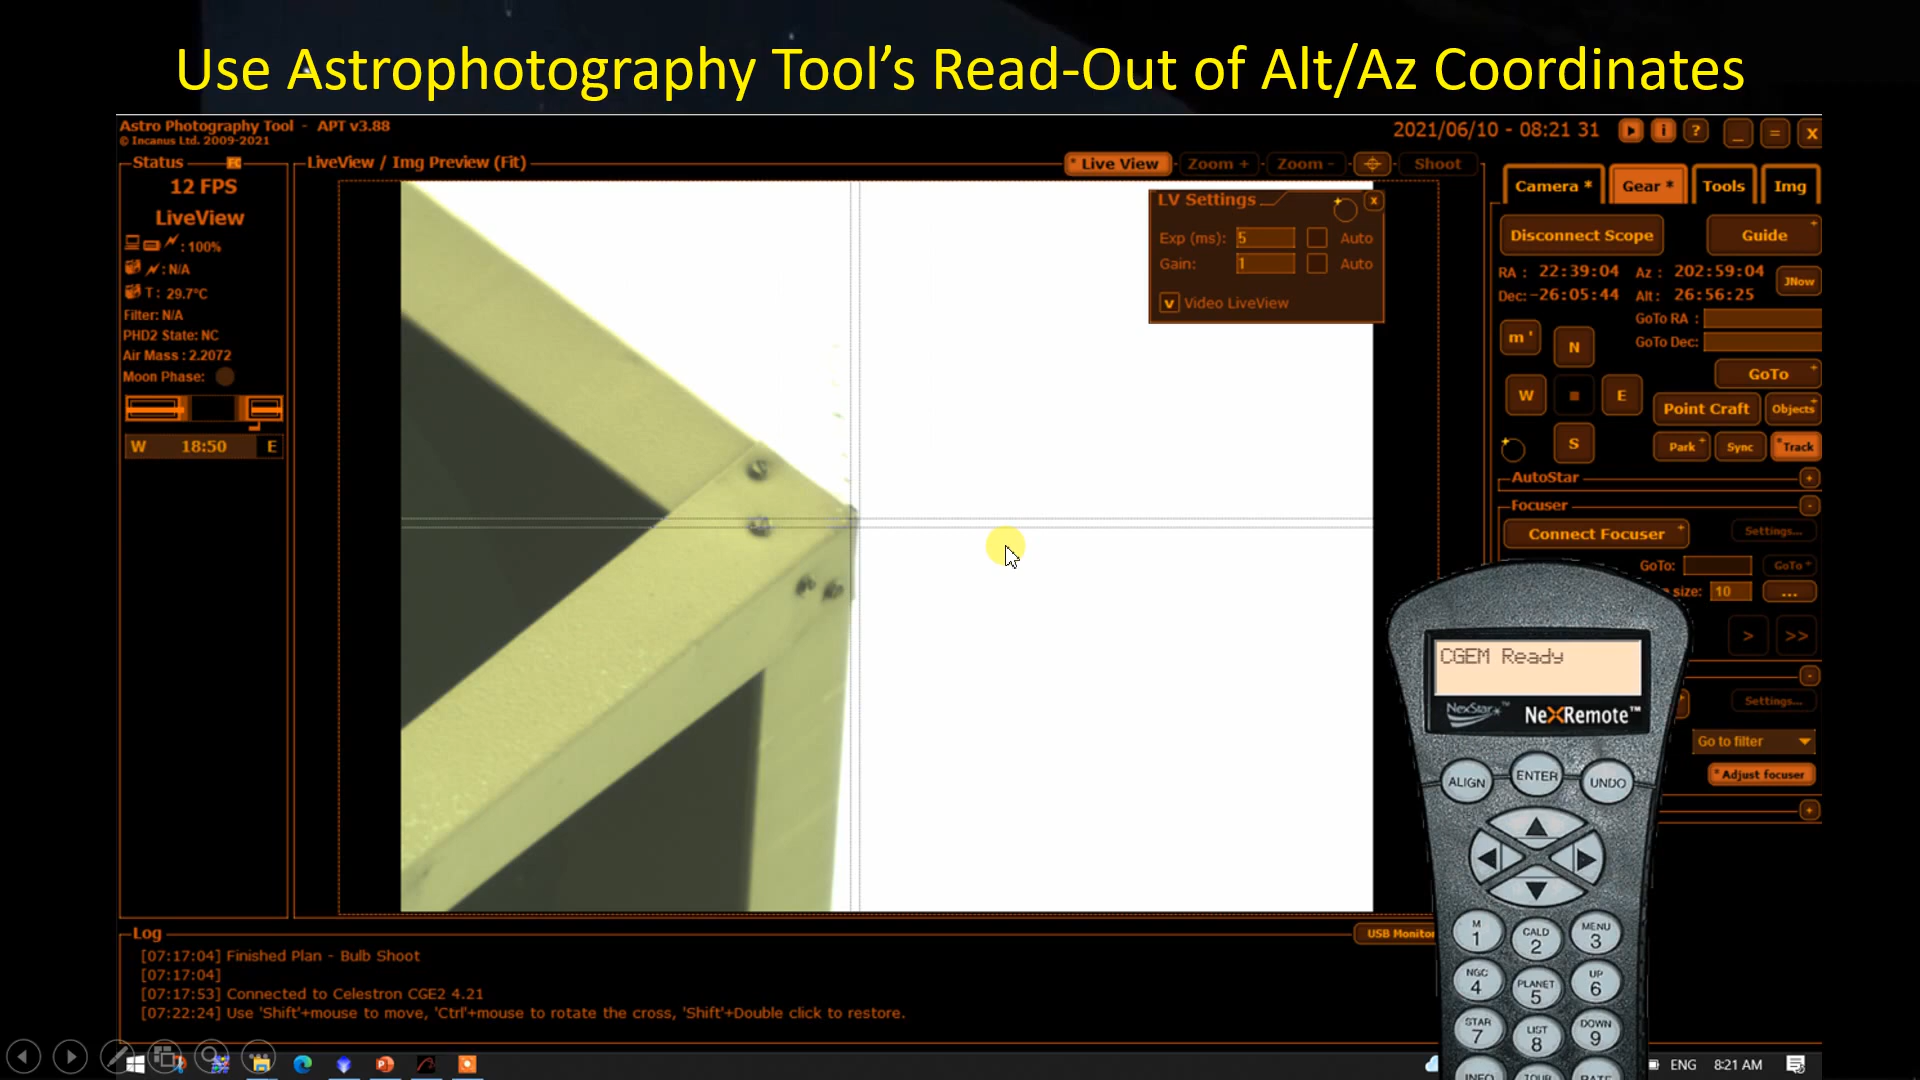 Use Astrophotography Tool’s Read-Out of Alt/Az Coordinates
Astro Photography Tool - APT v3.88
© Incanus Ltd. 2009-2021
2021/06/10 - 08:21 31
i
?
_
=
X
Status
12 FPS
LiveView
: 100%
: N/A
T : 29.7°C
Filter: N/A
PHD2 State: NC
Air Mass : 2.2072
Moon Phase:
W 18:50 E
LiveView / Img Preview (Fit)
* Live View
Zoom +
Zoom -
Shoot
LV Settings
x
Exp (ms): 5 Auto
Gain: 1 Auto
v Video LiveView
Camera *
Gear *
Tools
Img
Disconnect Scope
Guide +
RA : 22:39:04 Az : 202:59:04
Dec: -26:05:44 Alt: 26:56:25
JNow
GoTo RA :
GoTo Dec:
GoTo +
m '
N
W
E
S
Point Craft
Objects +
Park +
Sync
* Track
AutoStar +
Focuser -
Connect Focuser +
Settings...
GoTo:
GoTo +
size: 10 ...
>
>>
-
Settings...
Go to filter
* Adjust focuser
+
CGEM Ready
NexStar
NeXRemote™
ALIGN
ENTER
UNDO
M 1
CALD 2
MENU 3
NGC 4
PLANET 5
UP 6
STAR 7
LIST 8
DOWN 9
INFO
TOUR
RATE
Log
USB Monitor
[07:17:04] Finished Plan - Bulb Shoot
[07:17:04]
[07:17:53] Connected to Celestron CGE2 4.21
[07:22:24] Use 'Shift'+mouse to move, 'Ctrl'+mouse to rotate the cross, 'Shift'+Double click to restore.
ENG 8:21 AM